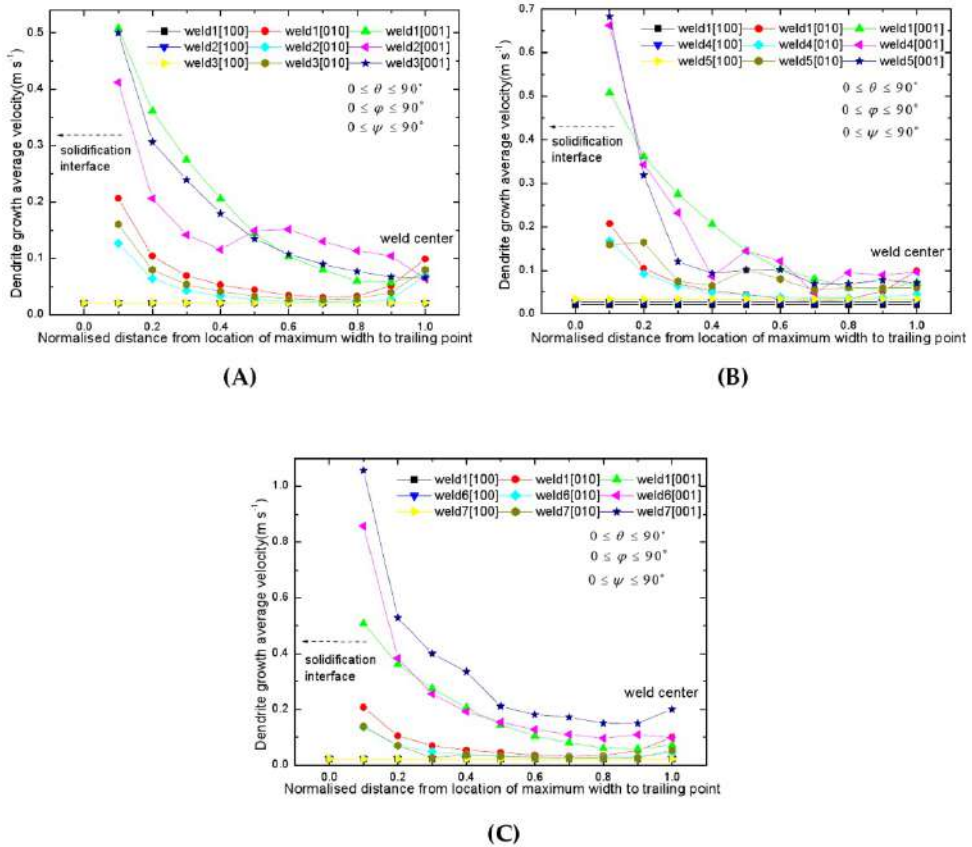 0.5
0.4
0.3
0.2
0.1
0.0
Dendrite growth average velocity(m s⁻¹)
weld1[100] weld1[010] weld1[001]
weld2[100] weld2[010] weld2[001]
weld3[100] weld3[010] weld3[001]
0 ≤ θ ≤ 90°
0 ≤ φ ≤ 90°
0 ≤ ψ ≤ 90°
solidification
interface
weld center
0.0 0.2 0.4 0.6 0.8 1.0
Normalised distance from location of maximum width to trailing point
(A)
0.7
0.6
0.5
0.4
0.3
0.2
0.1
0.0
Dendrite growth average velocity(m s⁻¹)
weld1[100] weld1[010] weld1[001]
weld4[100] weld4[010] weld4[001]
weld5[100] weld5[010] weld5[001]
0 ≤ θ ≤ 90°
0 ≤ φ ≤ 90°
0 ≤ ψ ≤ 90°
solidification
interface
weld center
0.0 0.2 0.4 0.6 0.8 1.0
Normalised distance from location of maximum width to trailing point
(B)
1.0
0.8
0.6
0.4
0.2
0.0
Dendrite growth average velocity(m s⁻¹)
weld1[100] weld1[010] weld1[001]
weld6[100] weld6[010] weld6[001]
weld7[100] weld7[010] weld7[001]
0 ≤ θ ≤ 90°
0 ≤ φ ≤ 90°
0 ≤ ψ ≤ 90°
solidification
interface
weld center
0.0 0.2 0.4 0.6 0.8 1.0
Normalised distance from location of maximum width to trailing point
(C)